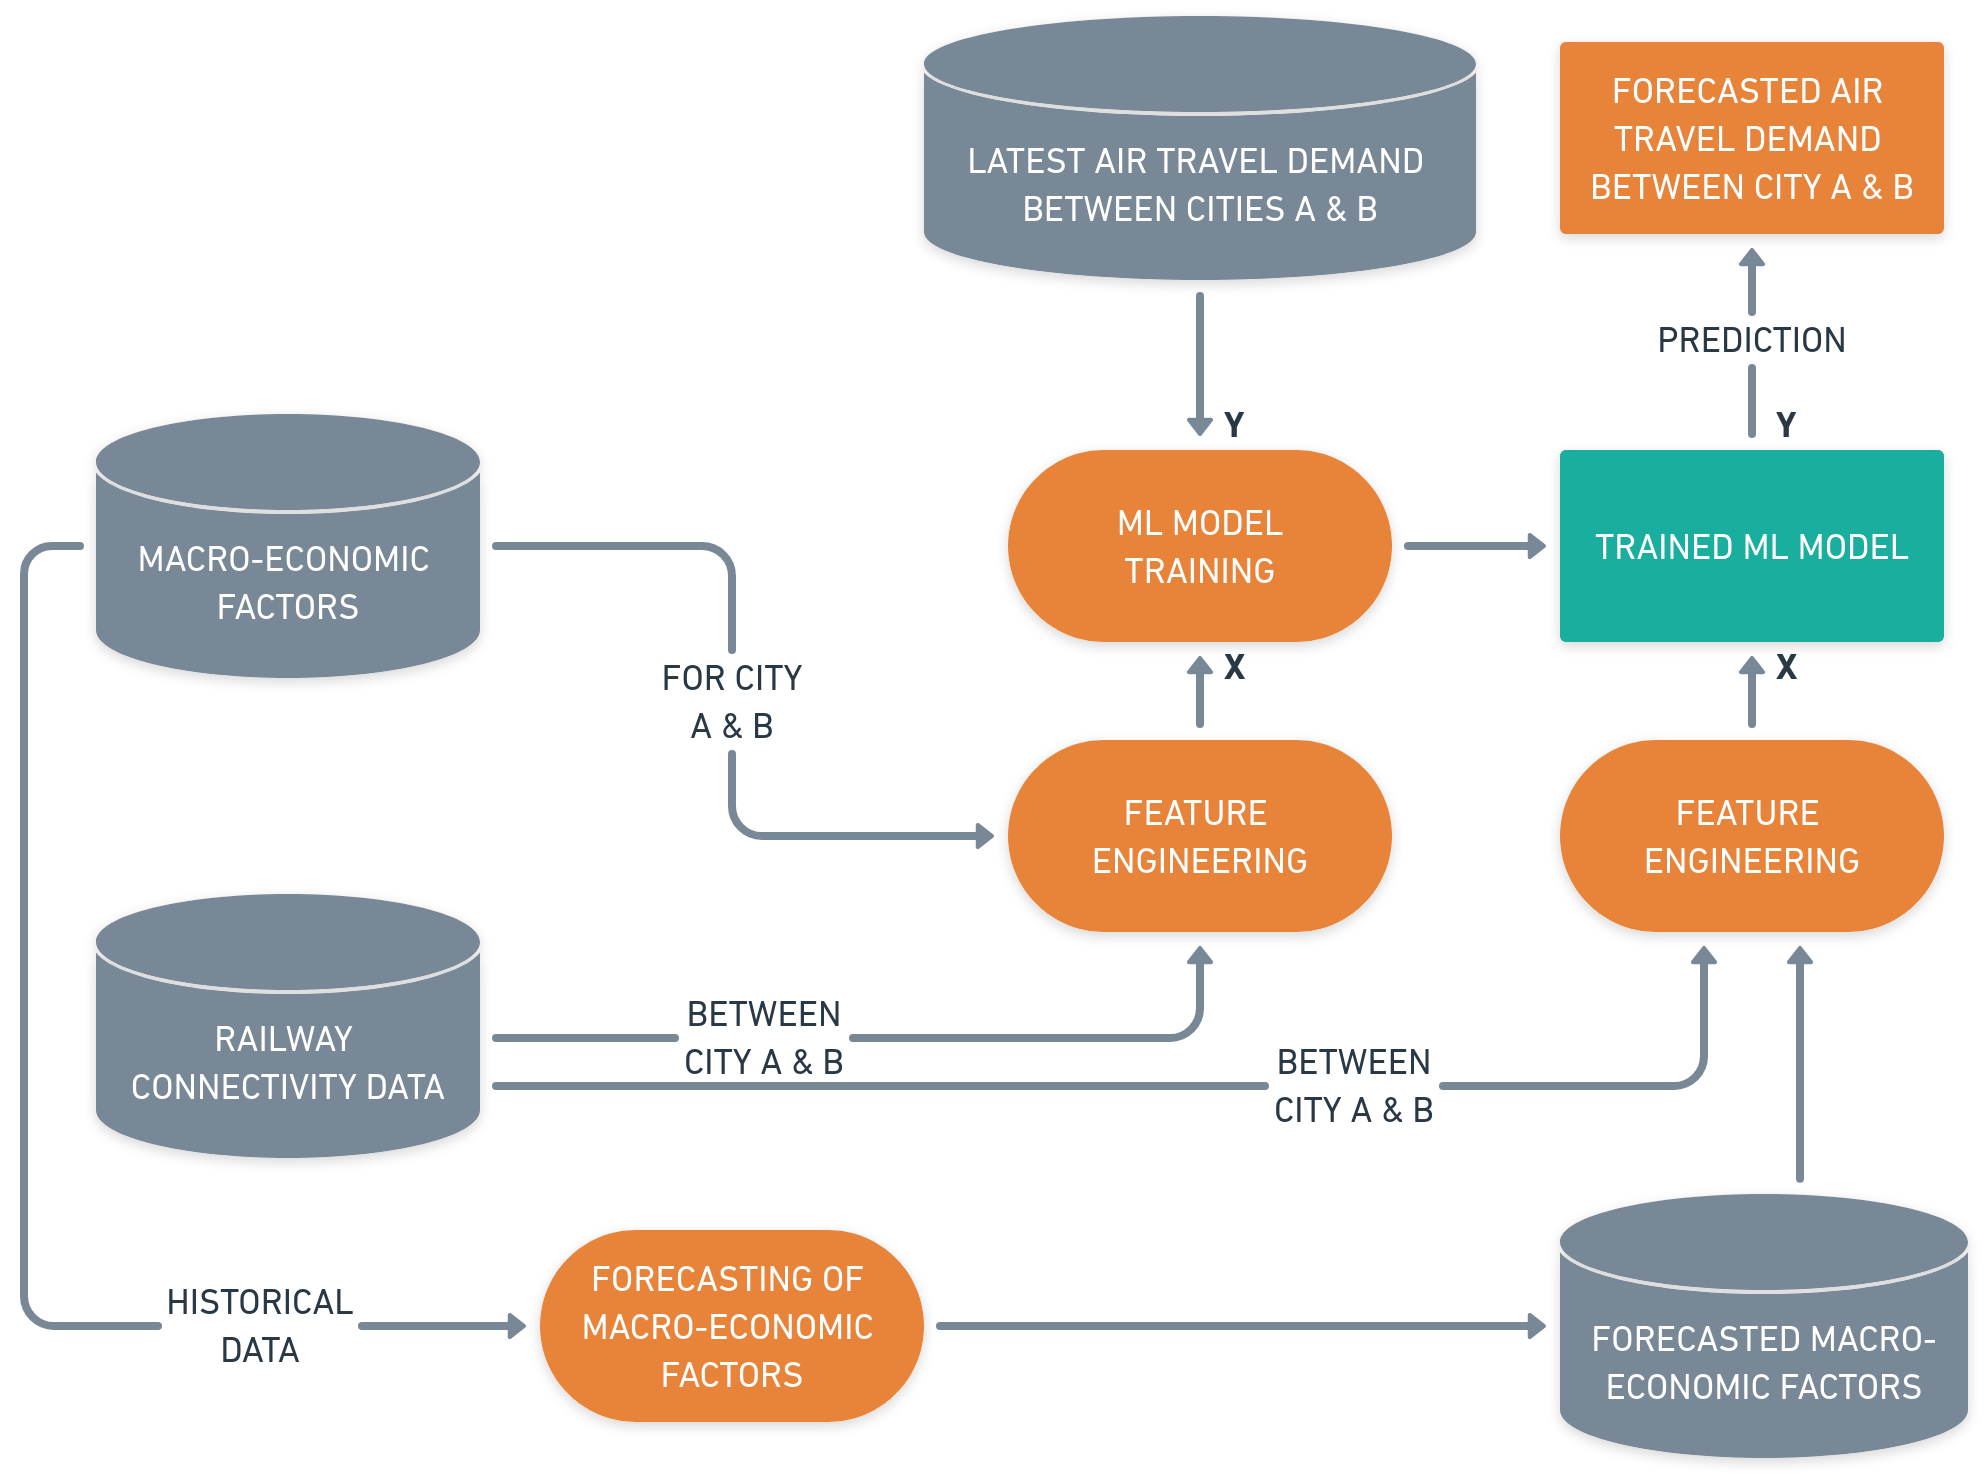 LATEST AIR TRAVEL DEMAND
BETWEEN CITIES A & B
FORECASTED AIR
TRAVEL DEMAND
BETWEEN CITY A & B
PREDICTION
Y
Y
MACRO-ECONOMIC
FACTORS
ML MODEL
TRAINING
TRAINED ML MODEL
FOR CITY
A & B
X
X
FEATURE
ENGINEERING
FEATURE
ENGINEERING
RAILWAY
CONNECTIVITY DATA
BETWEEN
CITY A & B
BETWEEN
CITY A & B
HISTORICAL
DATA
FORECASTING OF
MACRO-ECONOMIC
FACTORS
FORECASTED MACRO-
ECONOMIC FACTORS